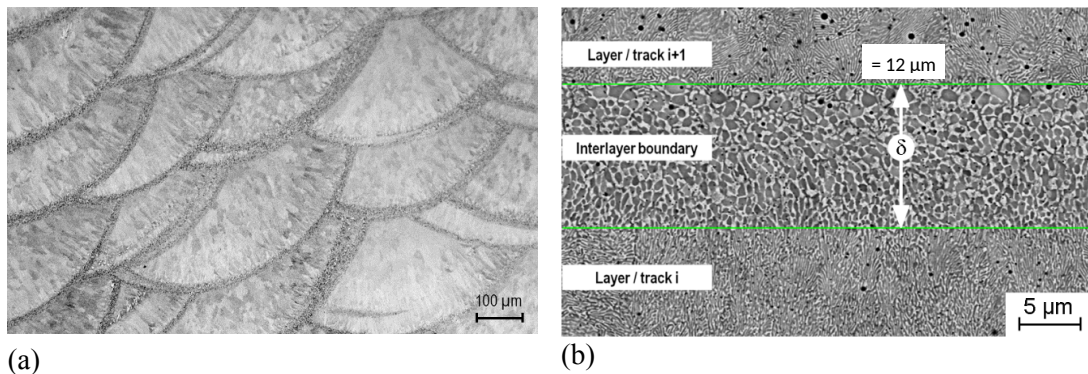 100 µm
(a)
Layer / track i+1
= 12 µm
Interlayer boundary
δ
Layer / track i
5 µm
(b)